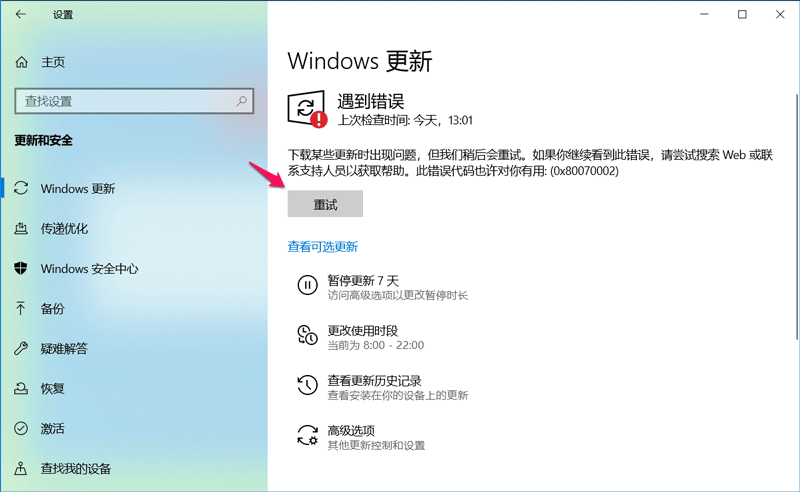 设置
主页
查找设置
更新和安全
Windows 更新
传递优化
Windows 安全中心
备份
疑难解答
恢复
激活
查找我的设备
Windows 更新
遇到错误
上次检查时间: 今天，13:01
下载某些更新时出现问题，但我们稍后会重试。如果你继续看到此错误，请尝试搜索 Web 或联
系支持人员以获取帮助。此错误代码也许对你有用: (0x80070002)
重试
查看可选更新
暂停更新 7 天
访问高级选项以更改暂停时长
更改使用时段
当前为 8:00 - 22:00
查看更新历史记录
查看安装在你的设备上的更新
高级选项
其他更新控制和设置